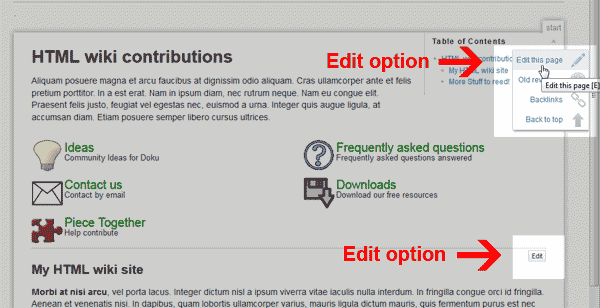 start
Table of Contents
HTML wiki contributions
My HTML wiki site
More Stuff to reed!
Edit option
Edit this page
Old rev
Edit this page [E]
Backlinks
Back to top
HTML wiki contributions
Aliquam posuere magna et arcu faucibus at dignissim odio aliquam. Cras ullamcorper ante et felis
pretium porttitor. In a est erat. Nam in ipsum diam, nec rutrum neque. Nam eu congue elit.
Praesent felis justo, feugiat vel egestas nec, euismod a urna. Integer quis augue ligula, at
accumsan diam. Etiam posuere semper libero cursus ultrices.
Ideas
Community Ideas for Doku
Frequently asked questions
Frequently asked questions answered
Contact us
Contact by email
Downloads
Download our free resources
Piece Together
Help contribute
Edit option
Edit
My HTML wiki site
Morbi at nisi arcu, vel porta lacus. Integer dictum nisl a ipsum viverra vitae iaculis nulla interdum. In fringilla congue orci id fringilla.
Aenean et venenatis nisi. In dapibus, quam lobortis ullamcorper varius, mauris ligula dictum mauris, quis fermentum purus est nec